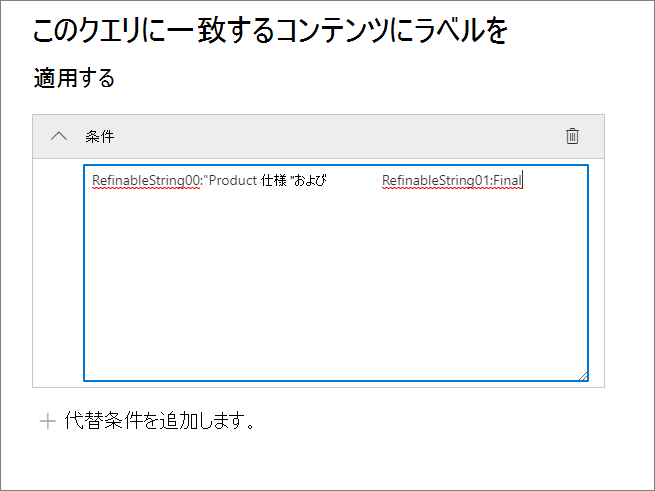 このクエリに一致するコンテンツにラベルを
適用する
条件
RefinableString00:"Product 仕様 "および RefinableString01:Final
代替条件を追加します。